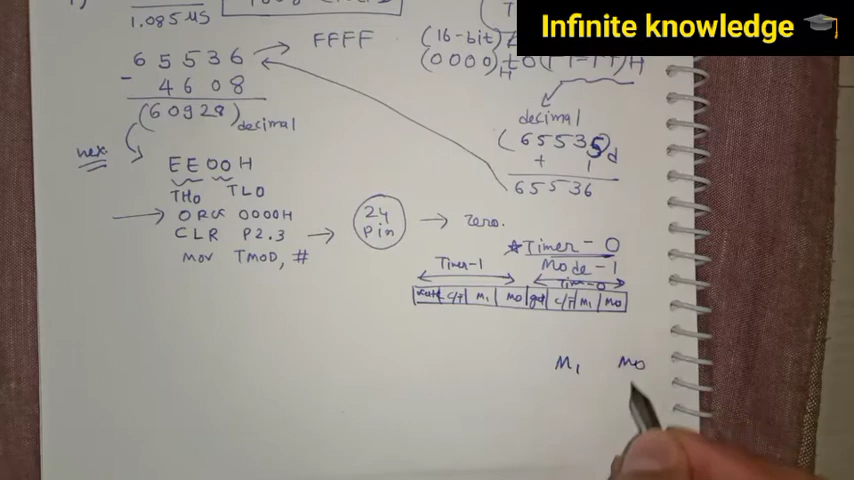 Infinite knowledge
1.085 μs
65536
FFFF
(16-bit)
(0000)H to
- 4608
(60928)decimal
decimal
(65535)d
+ 1
65536
hex.
EE00H
TH0 TL0
ORG 0000H
CLR P2.3
24 Pin
zero.
MOV TMOD, #
Timer-0
Mode-1
Timer-1
Timer-0
gate C/T M1 M0 gate C/T M1 M0
M1 M0